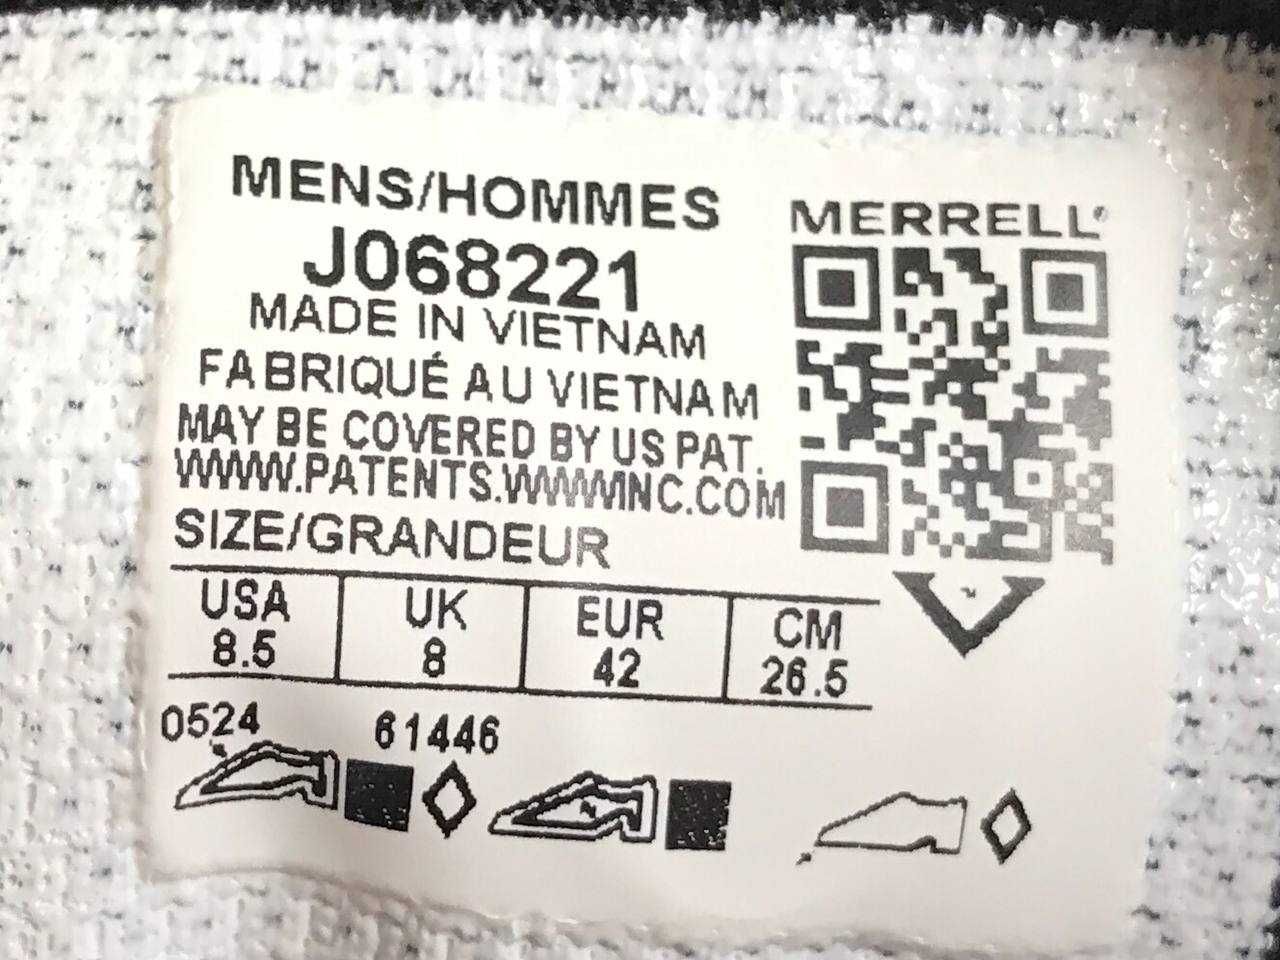 MENS/HOMMES
J068221
MADE IN VIETNAM
FABRIQUÉ AU VIETNAM
MAY BE COVERED BY US PAT.
WWW.PATENTS.WWWINC.COM
SIZE/GRANDEUR
USA UK EUR CM
8.5 8 42 26.5
0524 61446
MERRELL®